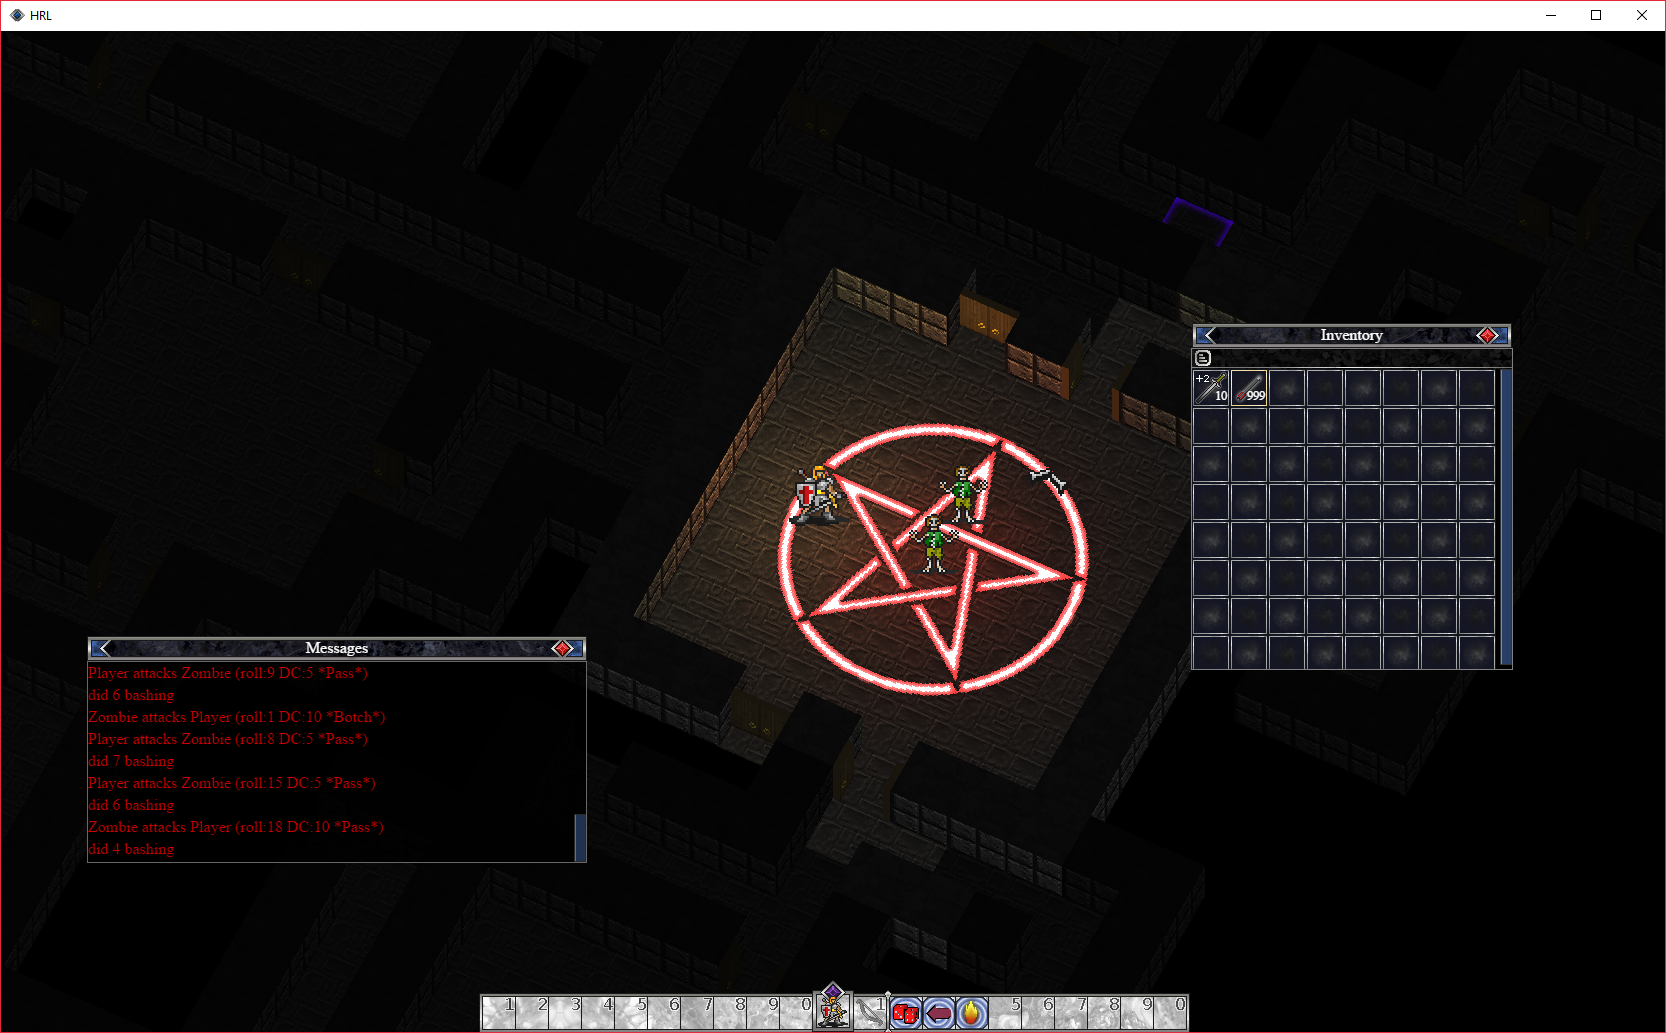 HRL
Inventory
+2
10
999
Messages
Player attacks Zombie (roll:9 DC:5 *Pass*)
did 6 bashing
Zombie attacks Player (roll:1 DC:10 *Botch*)
Player attacks Zombie (roll:8 DC:5 *Pass*)
did 7 bashing
Player attacks Zombie (roll:15 DC:5 *Pass*)
did 6 bashing
Zombie attacks Player (roll:18 DC:10 *Pass*)
did 4 bashing
1 2 3 4 5 6 7 8 9 0 1 5 6 7 8 9 0